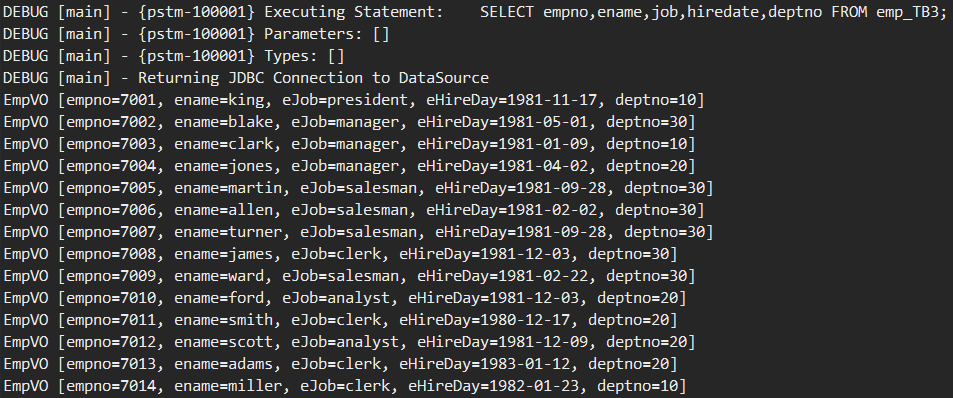 DEBUG [main] - {pstm-100001} Executing Statement:    SELECT empno,ename,job,hiredate,deptno FROM emp_TB3;
DEBUG [main] - {pstm-100001} Parameters: []
DEBUG [main] - {pstm-100001} Types: []
DEBUG [main] - Returning JDBC Connection to DataSource
EmpVO [empno=7001, ename=king, eJob=president, eHireDay=1981-11-17, deptno=10]
EmpVO [empno=7002, ename=blake, eJob=manager, eHireDay=1981-05-01, deptno=30]
EmpVO [empno=7003, ename=clark, eJob=manager, eHireDay=1981-01-09, deptno=10]
EmpVO [empno=7004, ename=jones, eJob=manager, eHireDay=1981-04-02, deptno=20]
EmpVO [empno=7005, ename=martin, eJob=salesman, eHireDay=1981-09-28, deptno=30]
EmpVO [empno=7006, ename=allen, eJob=salesman, eHireDay=1981-02-02, deptno=30]
EmpVO [empno=7007, ename=turner, eJob=salesman, eHireDay=1981-09-28, deptno=30]
EmpVO [empno=7008, ename=james, eJob=clerk, eHireDay=1981-12-03, deptno=30]
EmpVO [empno=7009, ename=ward, eJob=salesman, eHireDay=1981-02-22, deptno=30]
EmpVO [empno=7010, ename=ford, eJob=analyst, eHireDay=1981-12-03, deptno=20]
EmpVO [empno=7011, ename=smith, eJob=clerk, eHireDay=1980-12-17, deptno=20]
EmpVO [empno=7012, ename=scott, eJob=analyst, eHireDay=1981-12-09, deptno=20]
EmpVO [empno=7013, ename=adams, eJob=clerk, eHireDay=1983-01-12, deptno=20]
EmpVO [empno=7014, ename=miller, eJob=clerk, eHireDay=1982-01-23, deptno=10]